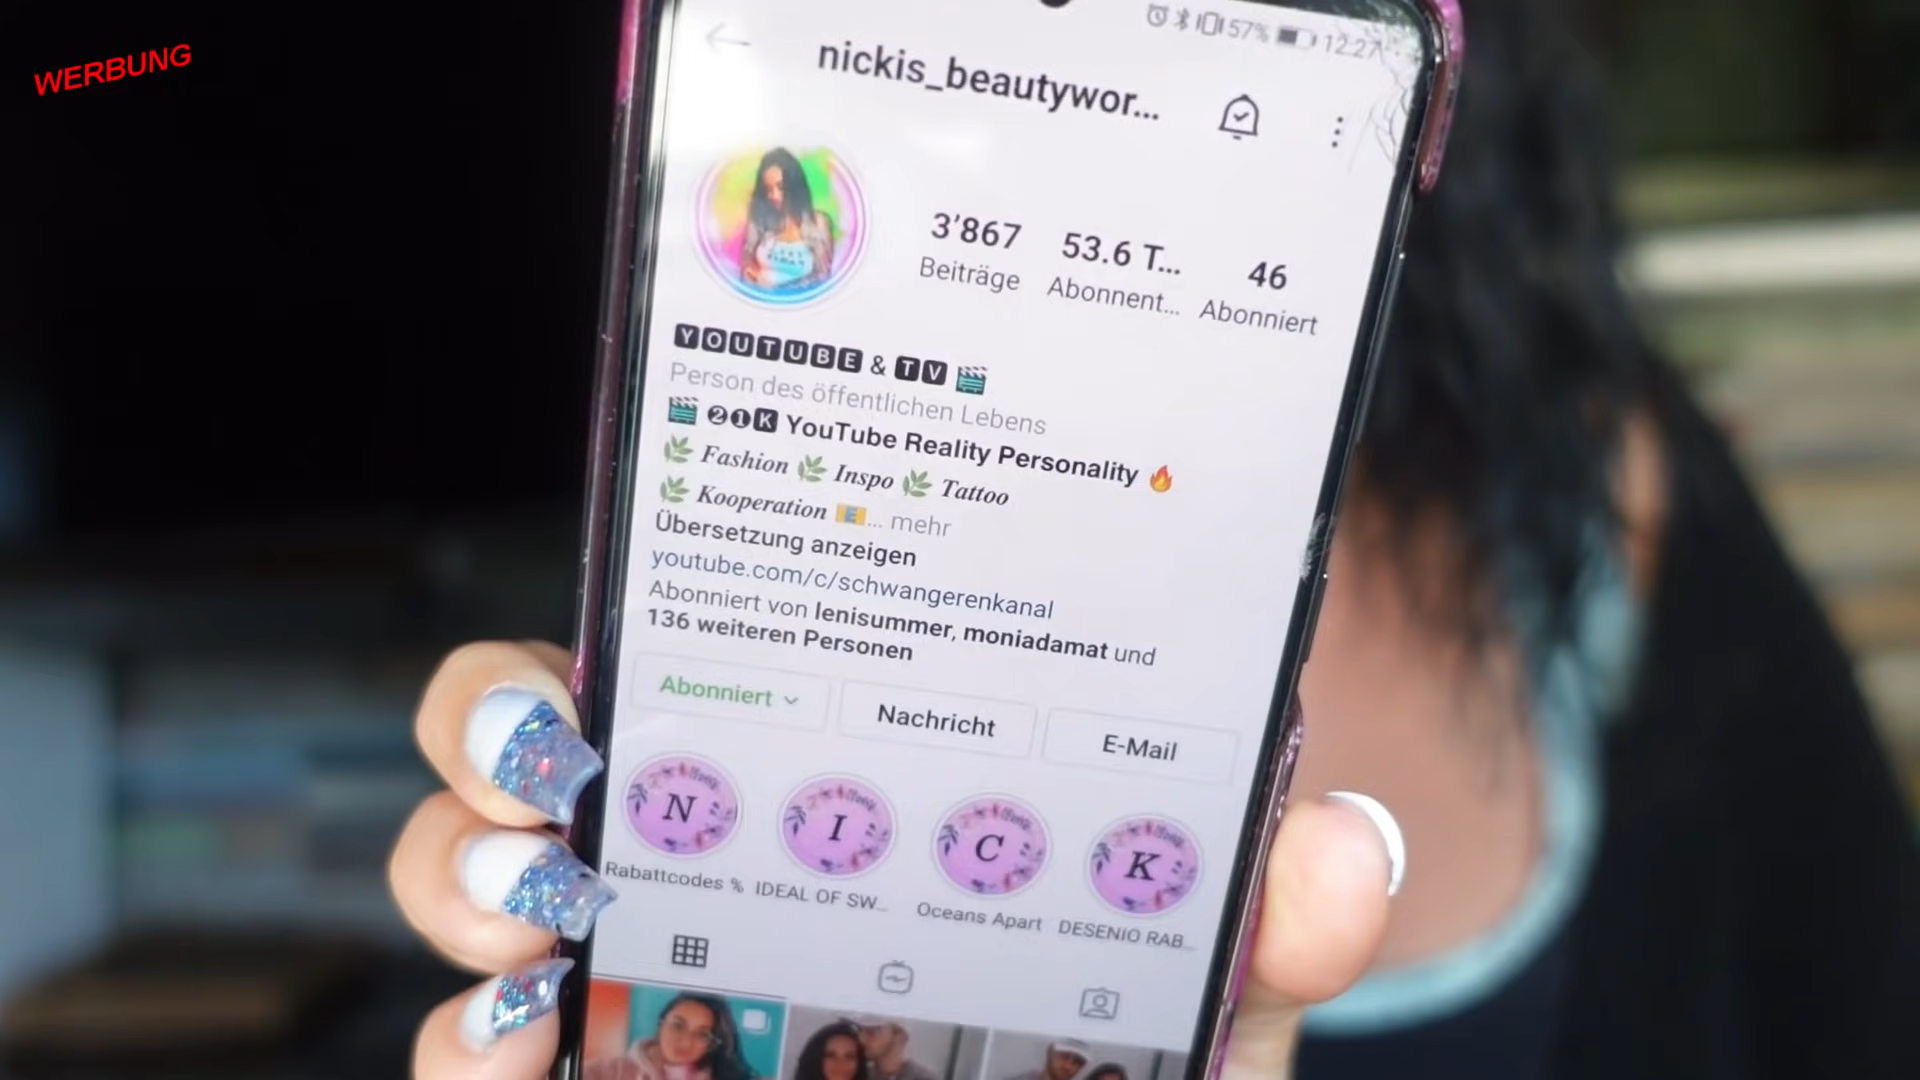 WERBUNG
57% 12:27
nickis_beautywor...
3’867 53.6 T... 46
Beiträge Abonnent... Abonniert
YOUTUBE & TV 🎬
Person des öffentlichen Lebens
🎬 ❷❶K YouTube Reality Personality 🔥
🌿 Fashion 🌿 Inspo 🌿 Tattoo
🌿 Kooperation 📧... mehr
Übersetzung anzeigen
youtube.com/c/schwangerenkanal
Abonniert von lenisummer, moniadamat und
136 weiteren Personen
Abonniert Nachricht E-Mail
N I C K
Rabattcodes % IDEAL OF SW... Oceans Apart DESENIO RAB...